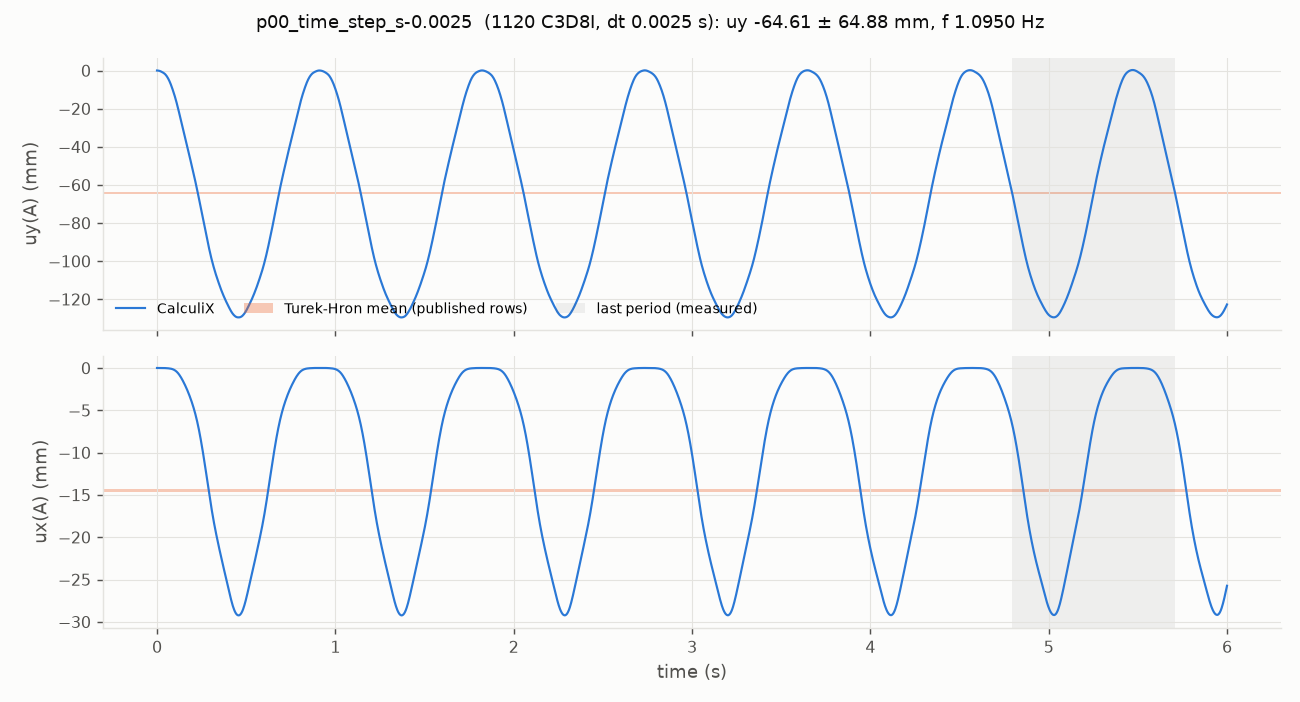 p00_time_step_s-0.0025  (1120 C3D8I, dt 0.0025 s): uy -64.61 ± 64.88 mm, f 1.0950 Hz
uy(A) (mm)
0
−20
−40
−60
−80
−100
−120
CalculiX
Turek-Hron mean (published rows)
last period (measured)
ux(A) (mm)
0
−5
−10
−15
−20
−25
−30
0 1 2 3 4 5 6
time (s)